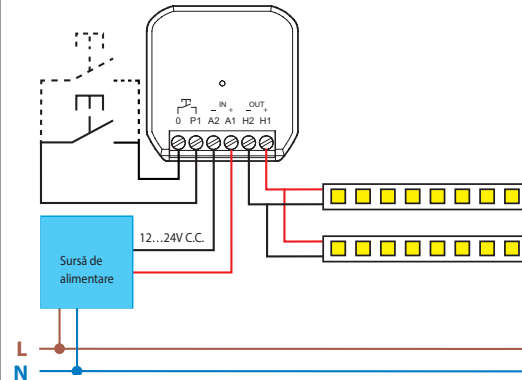 − IN + − OUT +
0 P1 A2 A1 H2 H1
12...24V C.C.
Sursă de
alimentare
L
N